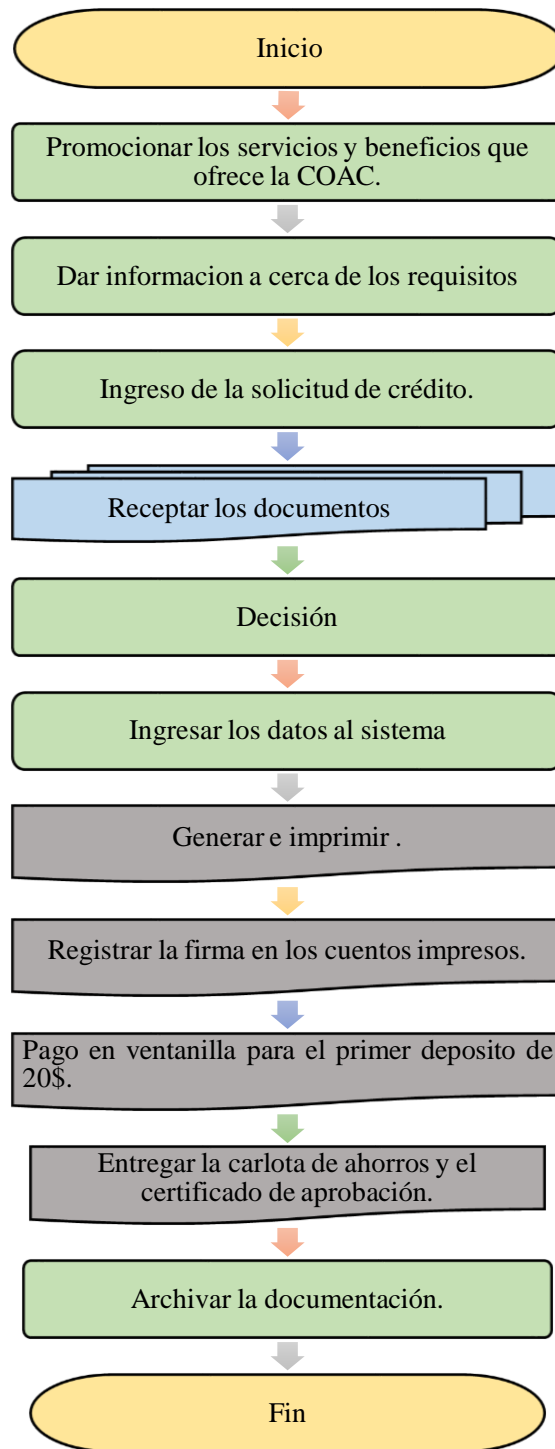 Inicio
Promocionar los servicios y beneficios que
ofrece la COAC.
Dar informacion a cerca de los requisitos
Ingreso de la solicitud de crédito.
Receptar los documentos
Decisión
Ingresar los datos al sistema
Generar e imprimir .
Registrar la firma en los cuentos impresos.
Pago en ventanilla para el primer deposito de
20$.
Entregar la carlota de ahorros y el
certificado de aprobación.
Archivar la documentación.
Fin